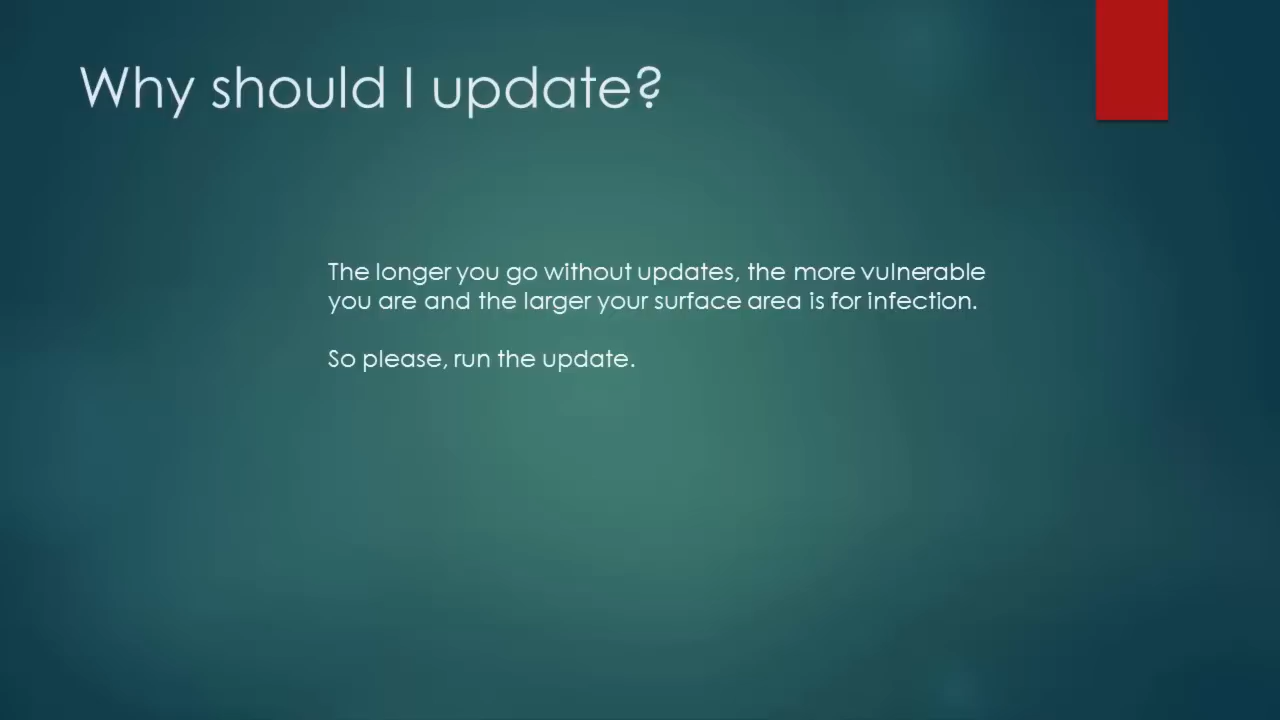 Why should I update?
The longer you go without updates, the more vulnerable
you are and the larger your surface area is for infection.
So please, run the update.